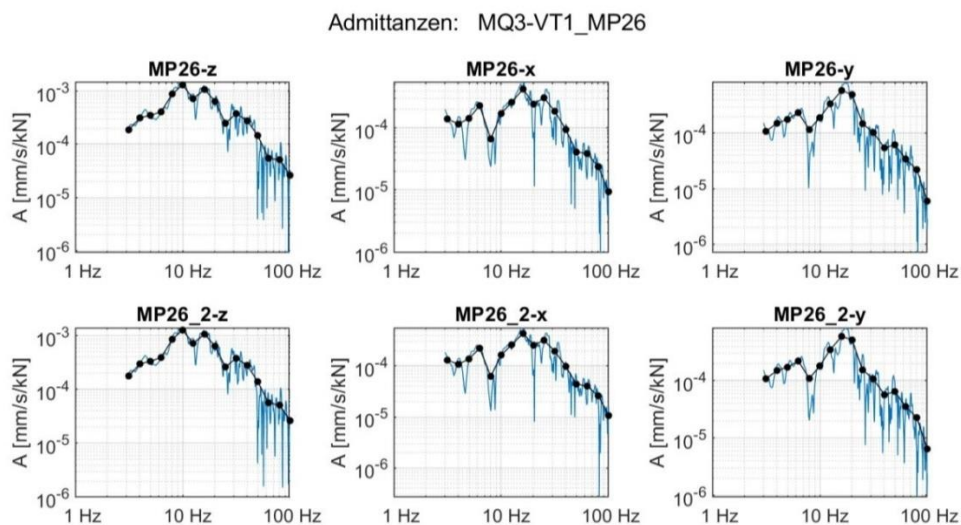 Admittanzen: MQ3-VT1_MP26
MP26-z
MP26-x
MP26-y
A [mm/s/kN]
10-3
10-4
10-5
10-6
1 Hz
10 Hz
100 Hz
A [mm/s/kN]
10-4
10-5
10-6
1 Hz
10 Hz
100 Hz
A [mm/s/kN]
10-4
10-5
10-6
1 Hz
10 Hz
100 Hz
MP26_2-z
MP26_2-x
MP26_2-y
A [mm/s/kN]
10-3
10-4
10-5
10-6
1 Hz
10 Hz
100 Hz
A [mm/s/kN]
10-4
10-5
10-6
1 Hz
10 Hz
100 Hz
A [mm/s/kN]
10-4
10-5
10-6
1 Hz
10 Hz
100 Hz